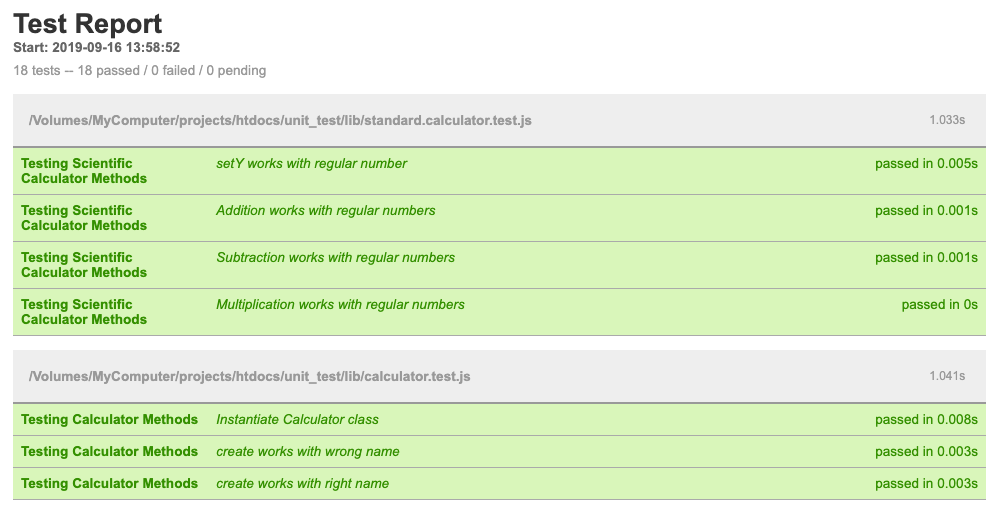 Test Report
Start: 2019-09-16 13:58:52
18 tests -- 18 passed / 0 failed / 0 pending
/Volumes/MyComputer/projects/htdocs/unit_test/lib/standard.calculator.test.js 1.033s
Testing Scientific setY works with regular number passed in 0.005s
Calculator Methods
Testing Scientific Addition works with regular numbers passed in 0.001s
Calculator Methods
Testing Scientific Subtraction works with regular numbers passed in 0.001s
Calculator Methods
Testing Scientific Multiplication works with regular numbers passed in 0s
Calculator Methods
/Volumes/MyComputer/projects/htdocs/unit_test/lib/calculator.test.js 1.041s
Testing Calculator Methods Instantiate Calculator class passed in 0.008s
Testing Calculator Methods create works with wrong name passed in 0.003s
Testing Calculator Methods create works with right name passed in 0.003s